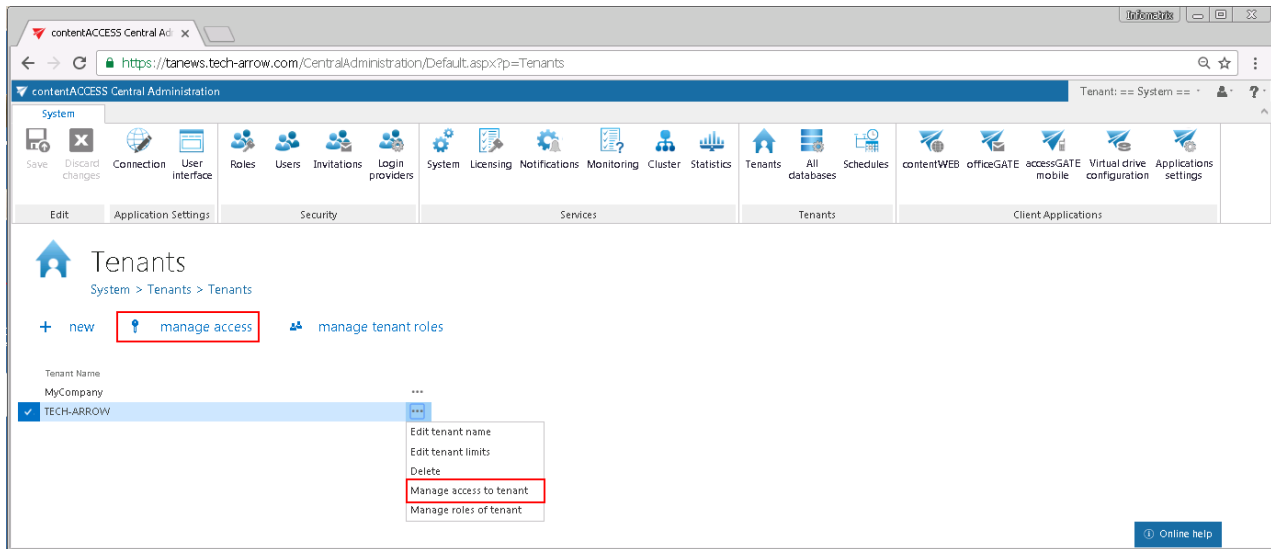 Infometrix
contentACCESS Central Ad
https://tanews.tech-arrow.com/CentralAdministration/Default.aspx?p=Tenants
contentACCESS Central Administration
Tenant: == System ==
?
System
Save
Discard changes
Connection
User interface
Roles
Users
Invitations
Login providers
System
Licensing
Notifications
Monitoring
Cluster
Statistics
Tenants
All databases
Schedules
contentWEB
officeGATE
accessGATE mobile
Virtual drive configuration
Applications settings
Edit
Application Settings
Security
Services
Tenants
Client Applications
Tenants
System > Tenants > Tenants
+ new
manage access
manage tenant roles
Tenant Name
MyCompany ...
TECH-ARROW ...
Edit tenant name
Edit tenant limits
Delete
Manage access to tenant
Manage roles of tenant
Online help